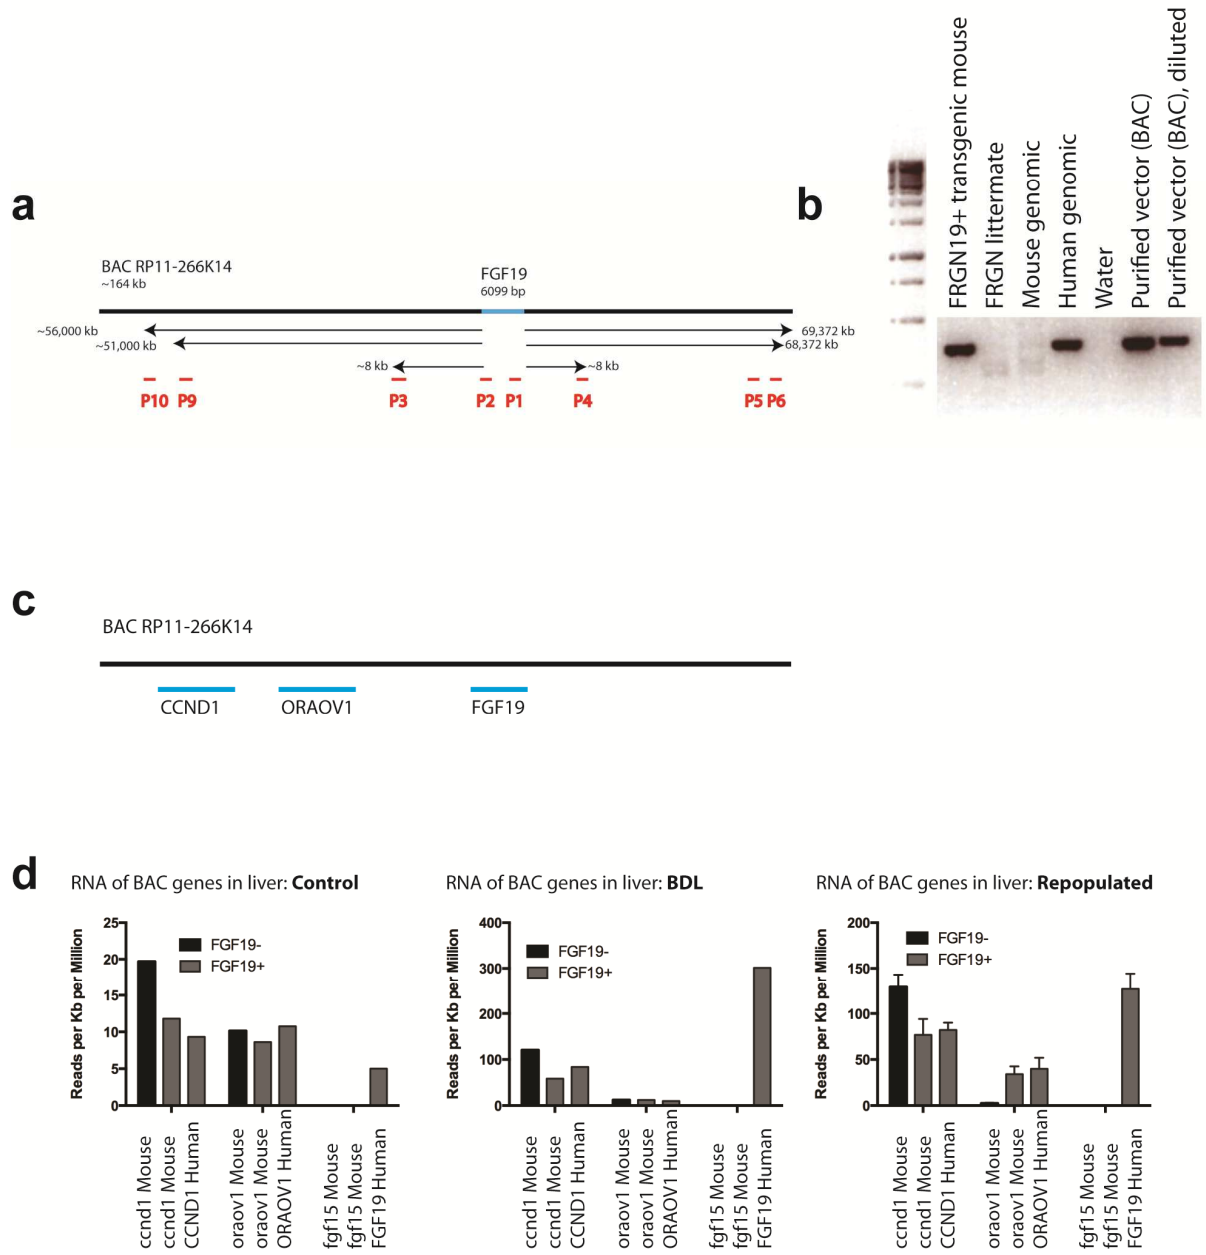 a
BAC RP11-266K14
~164 kb
FGF19
6099 bp
~56,000 kb
69,372 kb
~51,000 kb
68,372 kb
~8 kb
~8 kb
P10 P9 P3 P2 P1 P4 P5 P6
b
FRGN19+ transgenic mouse
FRGN littermate
Mouse genomic
Human genomic
Water
Purified vector (BAC)
Purified vector (BAC), diluted
c
BAC RP11-266K14
CCND1 ORAOV1 FGF19
d
RNA of BAC genes in liver: Control
Reads per Kb per Million
25
20
15
10
5
0
FGF19-
FGF19+
ccnd1 Mouse
ccnd1 Mouse
CCND1 Human
oraov1 Mouse
oraov1 Mouse
ORAOV1 Human
fgf15 Mouse
fgf15 Mouse
FGF19 Human
RNA of BAC genes in liver: BDL
Reads per Kb per Million
400
300
200
100
0
FGF19-
FGF19+
ccnd1 Mouse
ccnd1 Mouse
CCND1 Human
oraov1 Mouse
oraov1 Mouse
ORAOV1 Human
fgf15 Mouse
fgf15 Mouse
FGF19 Human
RNA of BAC genes in liver: Repopulated
Reads per Kb per Million
200
150
100
50
0
FGF19-
FGF19+
ccnd1 Mouse
ccnd1 Mouse
CCND1 Human
oraov1 Mouse
oraov1 Mouse
ORAOV1 Human
fgf15 Mouse
fgf15 Mouse
FGF19 Human